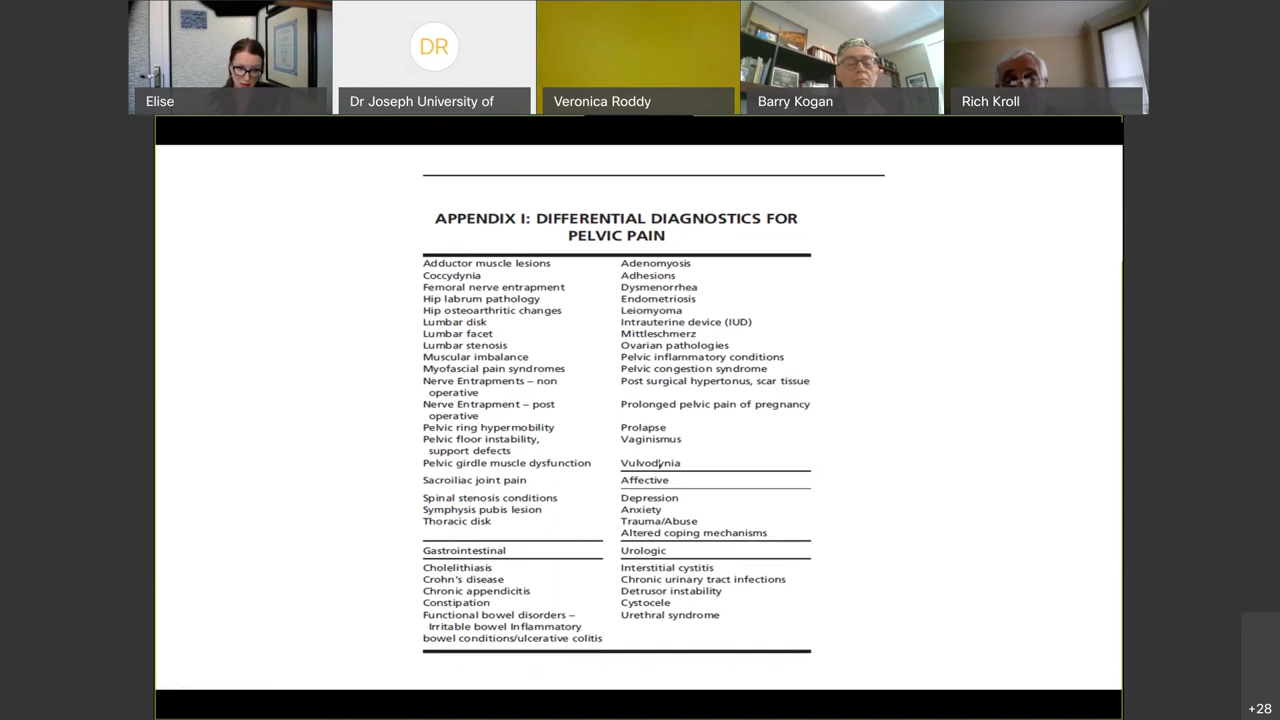 DR
Elise
Dr Joseph University of
Veronica Roddy
Barry Kogan
Rich Kroll
APPENDIX I: DIFFERENTIAL DIAGNOSTICS FOR
PELVIC PAIN
Adductor muscle lesions
Coccydynia
Femoral nerve entrapment
Hip labrum pathology
Hip osteoarthritic changes
Lumbar disk
Lumbar facet
Lumbar stenosis
Muscular imbalance
Myofascial pain syndromes
Nerve Entrapments – non
operative
Nerve Entrapment – post
operative
Pelvic ring hypermobility
Pelvic floor instability,
support defects
Pelvic girdle muscle dysfunction
Sacroiliac joint pain
Spinal stenosis conditions
Symphysis pubis lesion
Thoracic disk
Gastrointestinal
Cholelithiasis
Crohn's disease
Chronic appendicitis
Constipation
Functional bowel disorders –
Irritable bowel Inflammatory
bowel conditions/ulcerative colitis
Adenomyosis
Adhesions
Dysmenorrhea
Endometriosis
Leiomyoma
Intrauterine device (IUD)
Mittleschmerz
Ovarian pathologies
Pelvic inflammatory conditions
Pelvic congestion syndrome
Post surgical hypertonus, scar tissue
Prolonged pelvic pain of pregnancy
Prolapse
Vaginismus
Vulvodynia
Affective
Depression
Anxiety
Trauma/Abuse
Altered coping mechanisms
Urologic
Interstitial cystitis
Chronic urinary tract infections
Detrusor instability
Cystocele
Urethral syndrome
+28